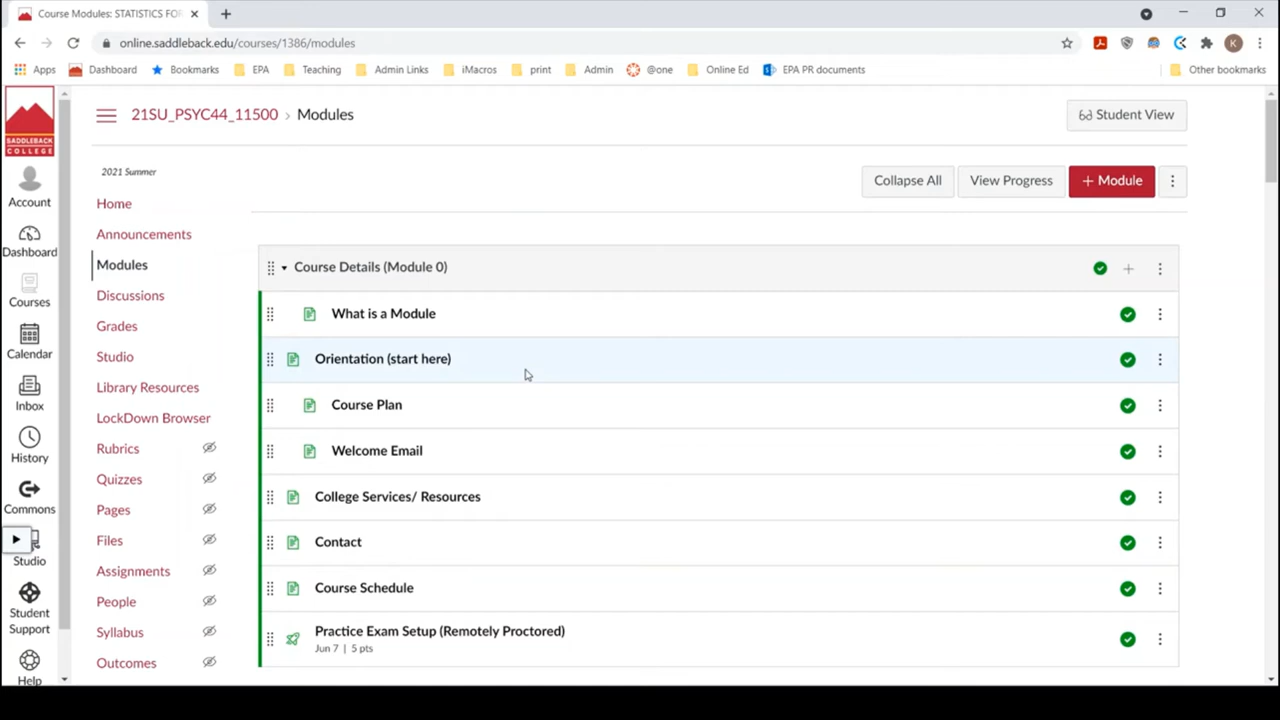 Course Modules: STATISTICS FO
online.saddleback.edu/courses/1386/modules
K
Apps Dashboard Bookmarks EPA Teaching Admin Links iMacros print Admin @one Online Ed EPA PR documents Other bookmarks
SADDLEBACK
COLLEGE
Account
Dashboard
Courses
Calendar
Inbox
History
Commons
Studio
Student
Support
Help
21SU_PSYC44_11500 › Modules
Student View
2021 Summer
Home
Announcements
Modules
Discussions
Grades
Studio
Library Resources
LockDown Browser
Rubrics
Quizzes
Pages
Files
Assignments
People
Syllabus
Outcomes
Collapse All View Progress + Module
Course Details (Module 0)
What is a Module
Orientation (start here)
Course Plan
Welcome Email
College Services/ Resources
Contact
Course Schedule
Practice Exam Setup (Remotely Proctored)
Jun 7 | 5 pts